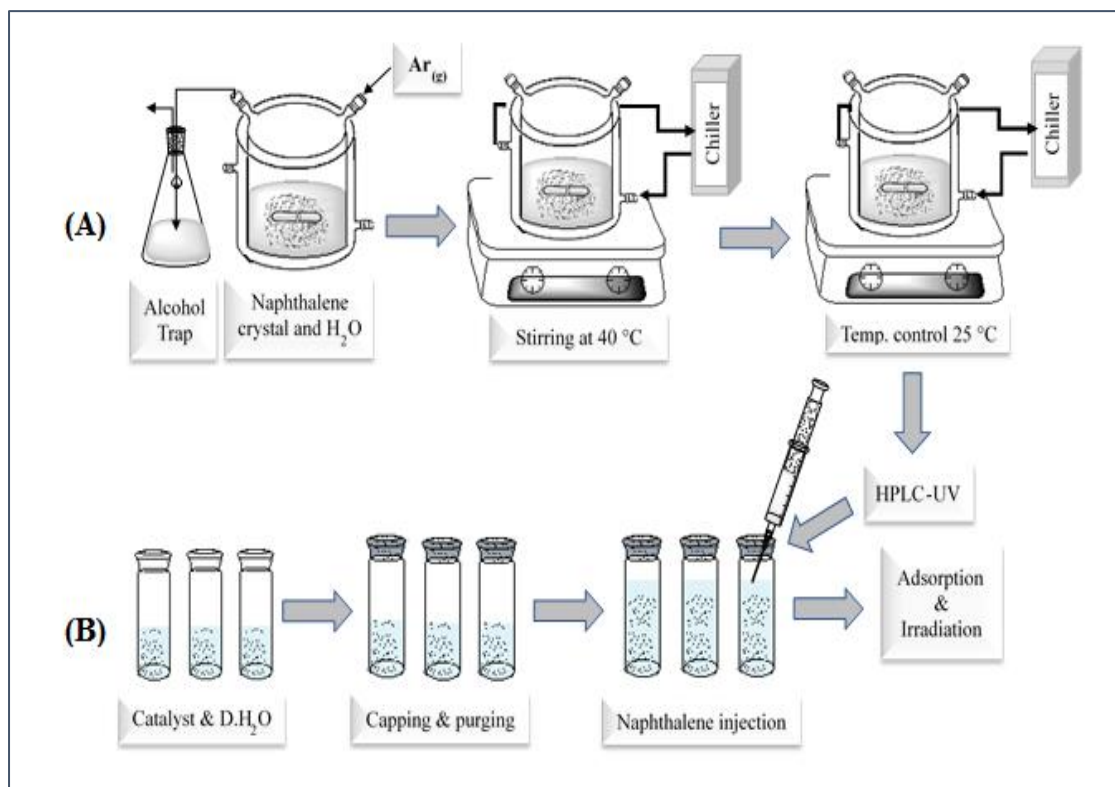 Ar(g)
Chiller
Chiller
(A)
Alcohol
Trap
Naphthalene
crystal and H₂O
Stirring at 40 °C
Temp. control 25 °C
HPLC-UV
(B)
Adsorption
&
Irradiation
Catalyst & D.H₂O
Capping & purging
Naphthalene injection